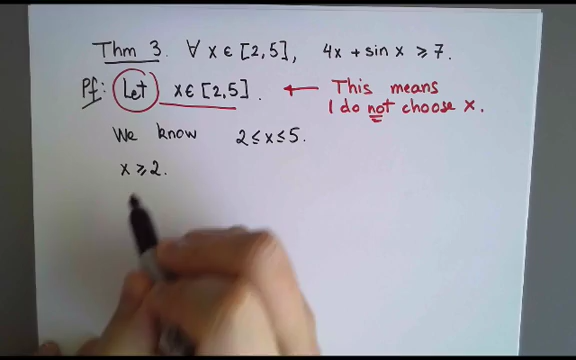 Thm 3. ∀ x ∈ [2,5], 4x + sin x ≥ 7.
Pf: Let x ∈ [2,5]. ← This means
I do not choose x.
We know 2 ≤ x ≤ 5.
x ≥ 2.